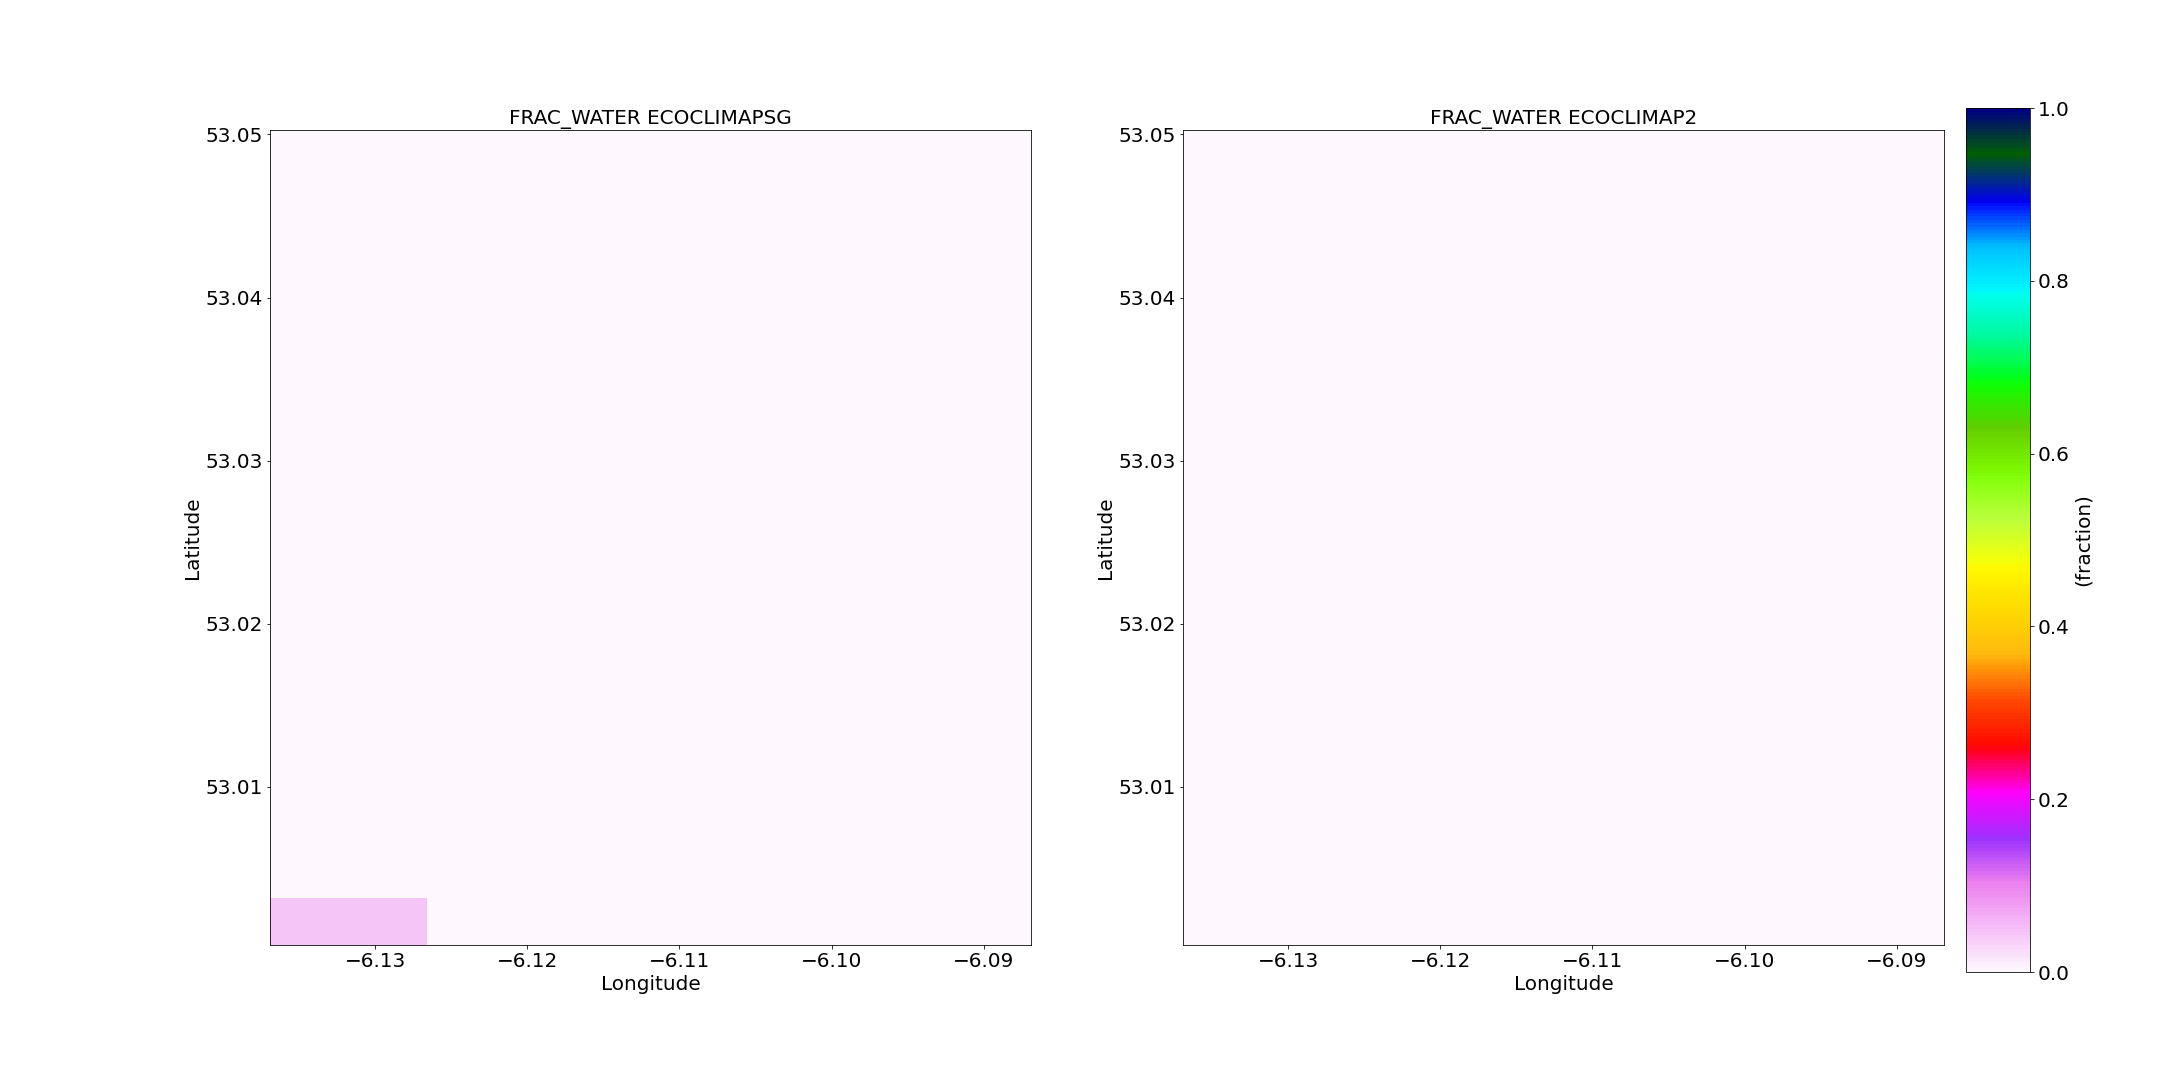 FRAC_WATER ECOCLIMAPSG
53.05
53.04
53.03
53.02
53.01
Latitude
−6.13 −6.12 −6.11 −6.10 −6.09
Longitude
FRAC_WATER ECOCLIMAP2
53.05
53.04
53.03
53.02
53.01
Latitude
−6.13 −6.12 −6.11 −6.10 −6.09
Longitude
1.0
0.8
0.6
0.4
0.2
0.0
(fraction)